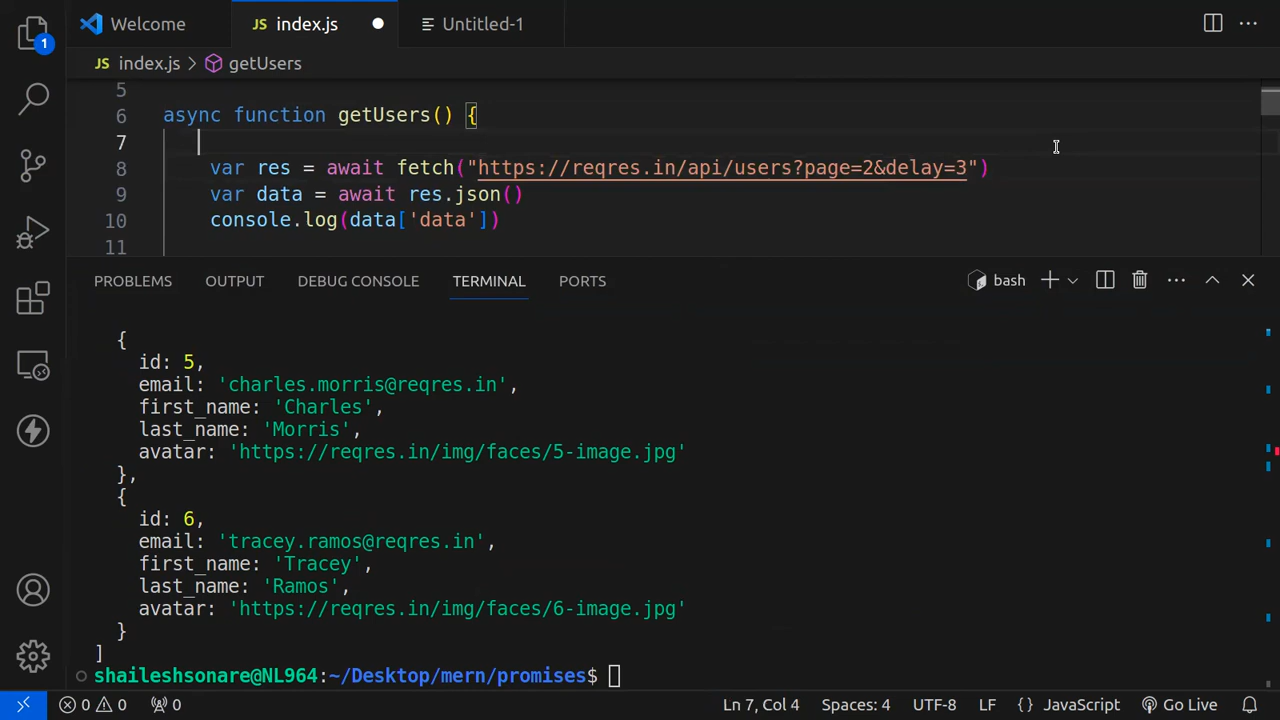 Welcome
JS index.js
Untitled-1
1
JS index.js > getUsers
5
6 async function getUsers() {
7
8 var res = await fetch("https://reqres.in/api/users?page=2&delay=3")
9 var data = await res.json()
10 console.log(data['data'])
11
PROBLEMS OUTPUT DEBUG CONSOLE TERMINAL PORTS
bash
{
id: 5,
email: 'charles.morris@reqres.in',
first_name: 'Charles',
last_name: 'Morris',
avatar: 'https://reqres.in/img/faces/5-image.jpg'
},
{
id: 6,
email: 'tracey.ramos@reqres.in',
first_name: 'Tracey',
last_name: 'Ramos',
avatar: 'https://reqres.in/img/faces/6-image.jpg'
}
]
shaileshsonare@NL964:~/Desktop/mern/promises$
0 0 0 Ln 7, Col 4 Spaces: 4 UTF-8 LF {} JavaScript Go Live